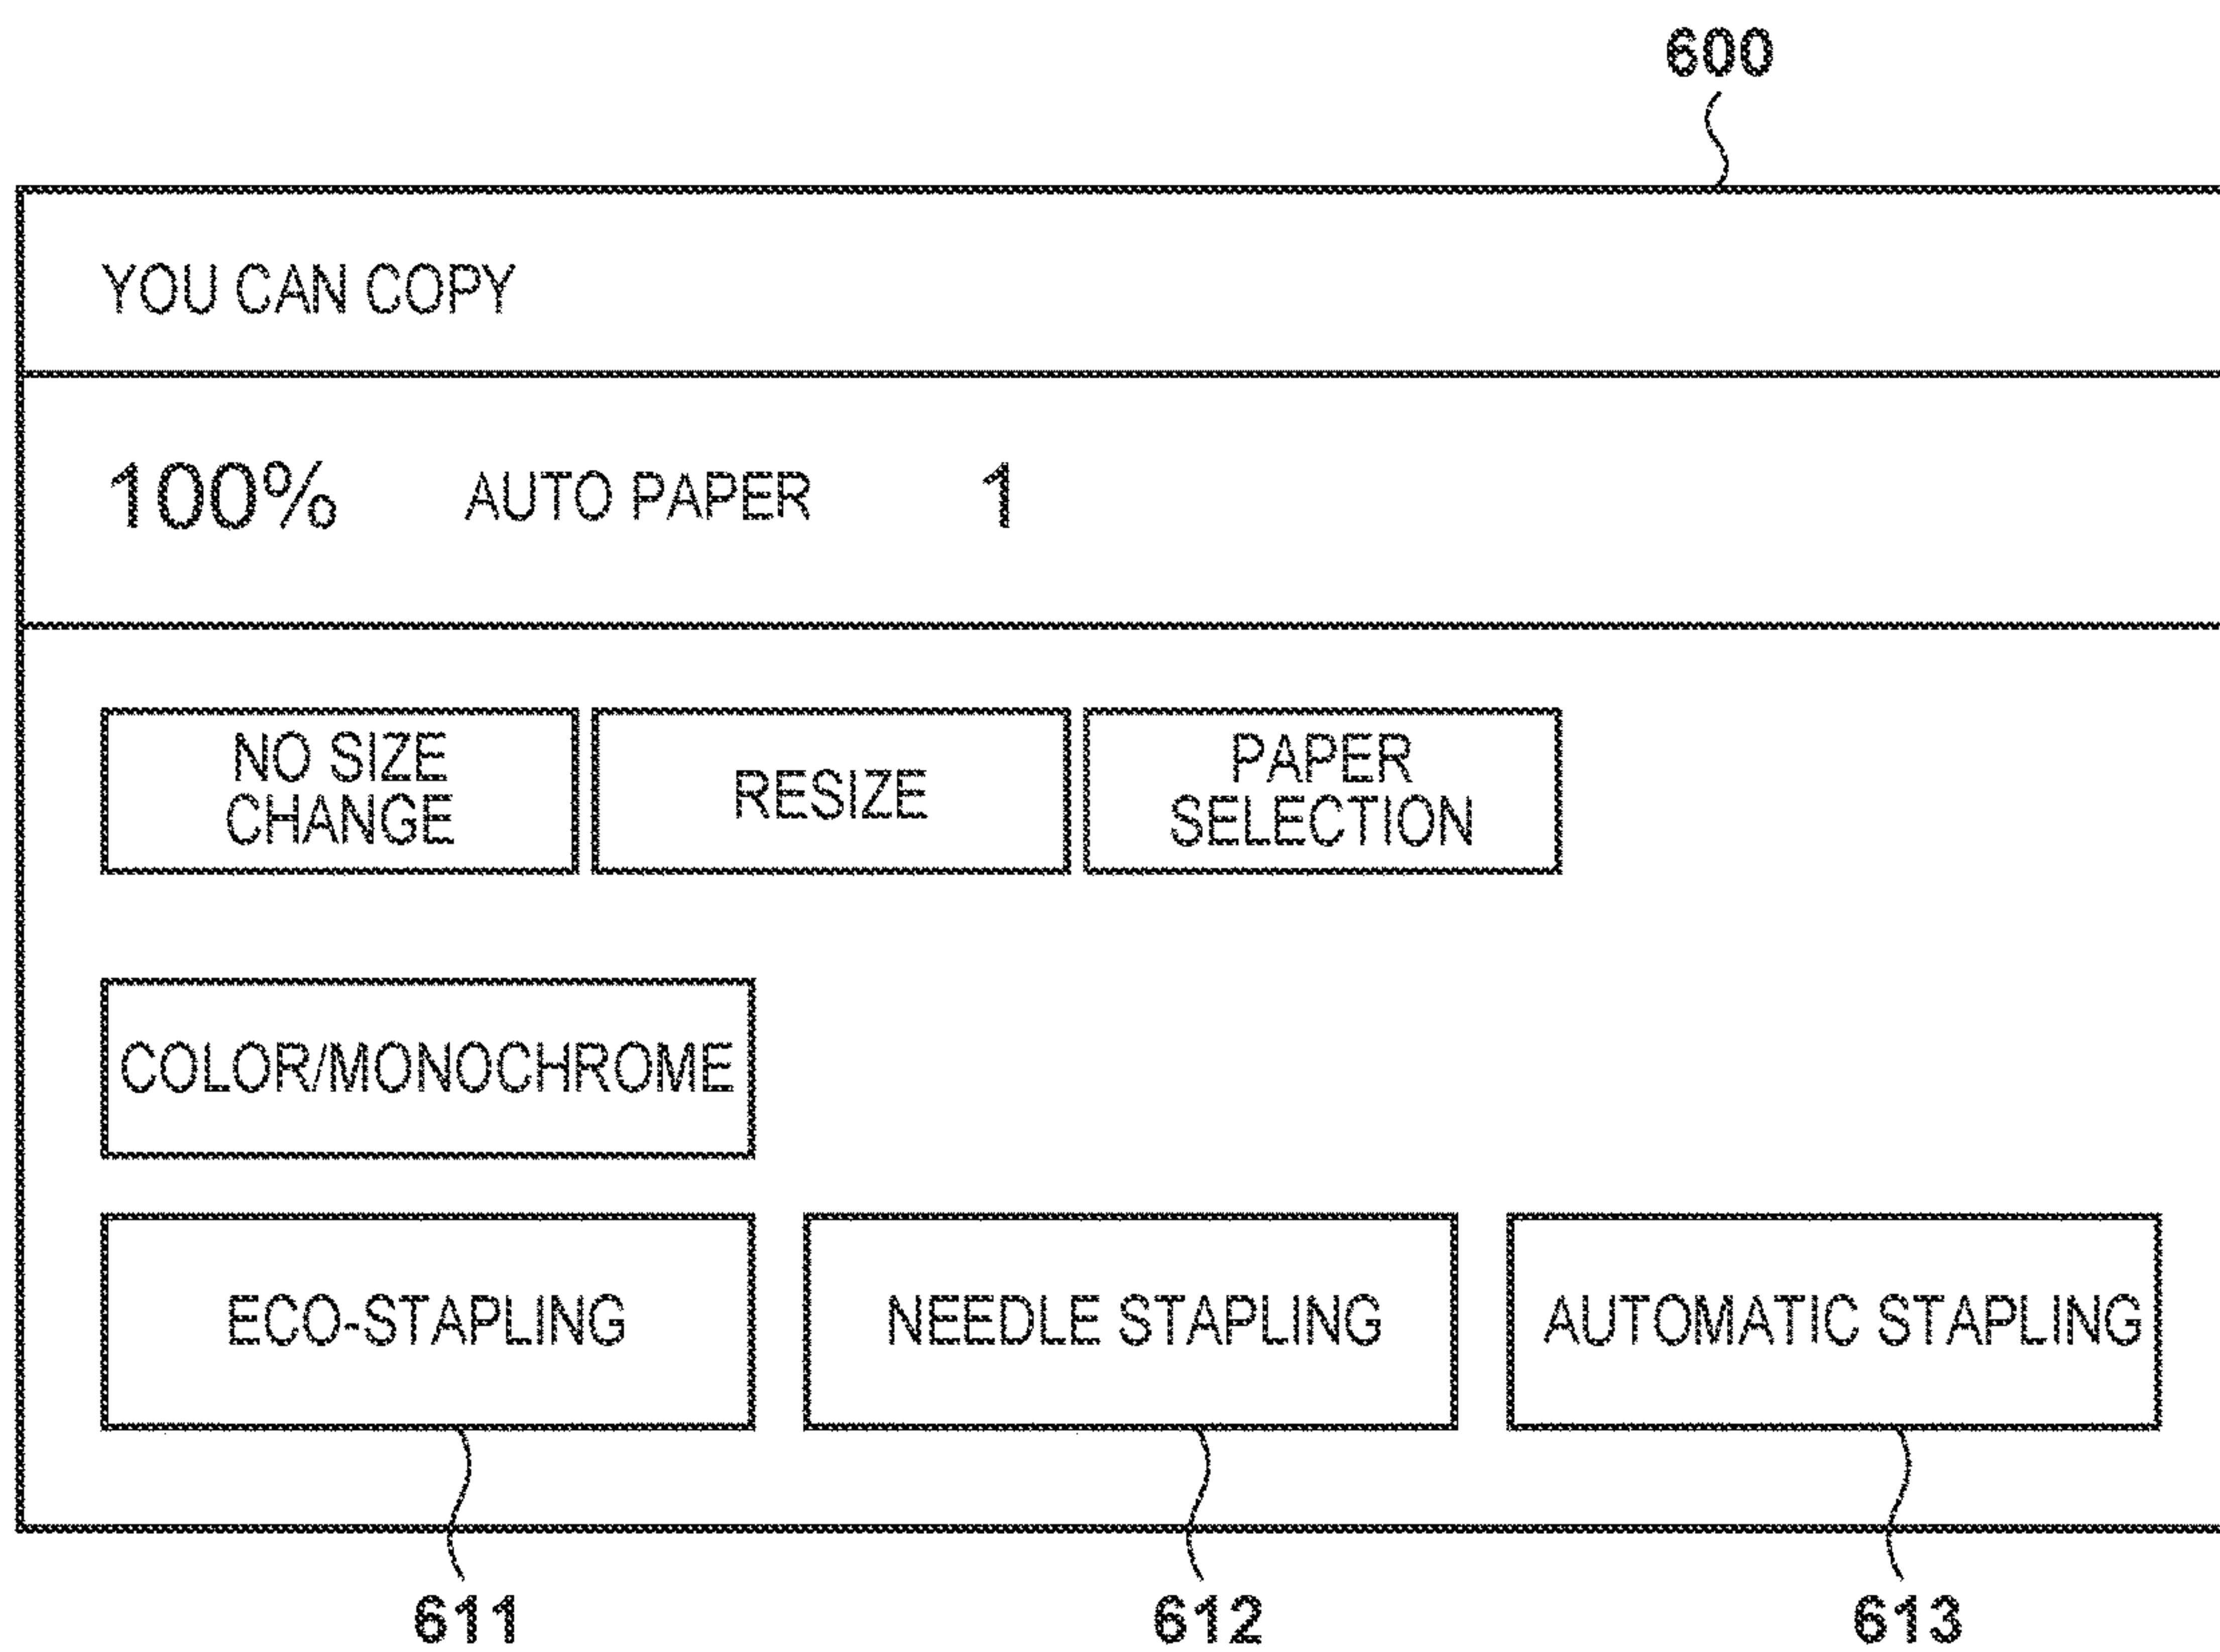 600
YOU CAN COPY
100% AUTO PAPER 1
NO SIZE
CHANGE
RESIZE
PAPER
SELECTION
COLOR/MONOCHROME
ECO-STAPLING
NEEDLE STAPLING
AUTOMATIC STAPLING
611
612
613